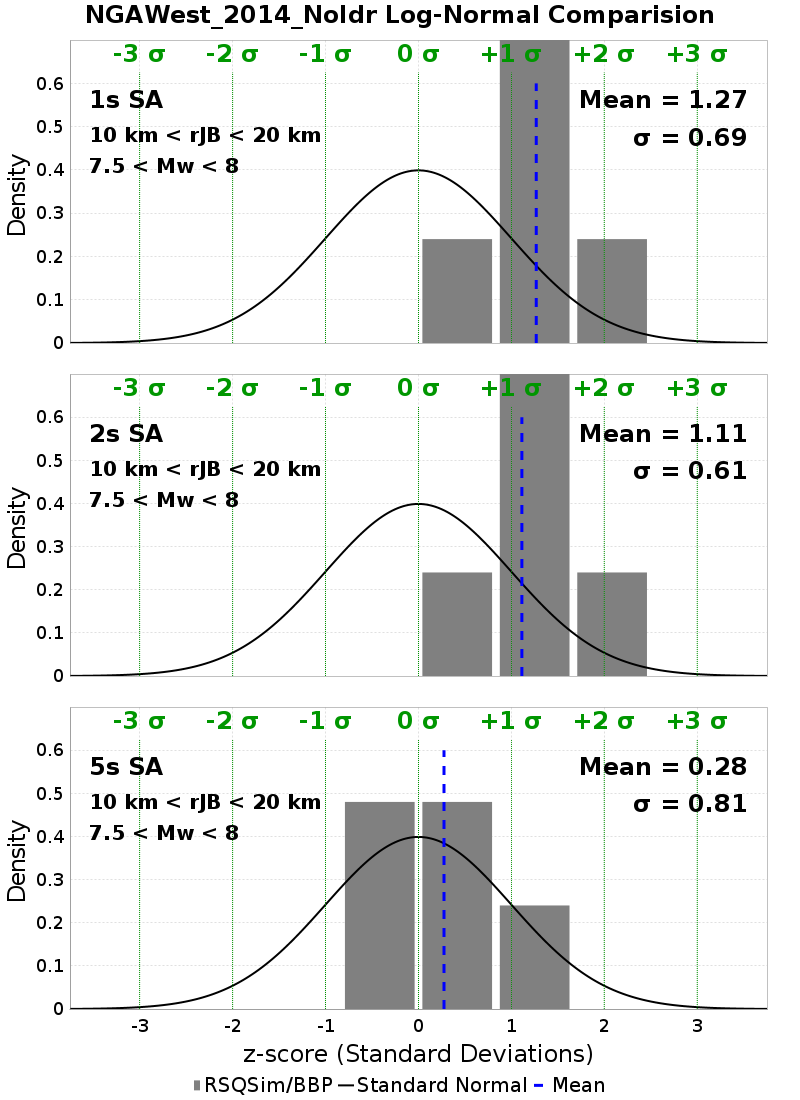 NGAWest_2014_NoIdr Log-Normal Comparision
-3 σ -2 σ -1 σ 0 σ +1 σ +2 σ +3 σ
1s SA
Mean = 1.27
10 km < rJB < 20 km
σ = 0.69
7.5 < Mw < 8
Density
0.6
0.5
0.4
0.3
0.2
0.1
0
-3 σ -2 σ -1 σ 0 σ +1 σ +2 σ +3 σ
2s SA
Mean = 1.11
10 km < rJB < 20 km
σ = 0.61
7.5 < Mw < 8
Density
0.6
0.5
0.4
0.3
0.2
0.1
0
-3 σ -2 σ -1 σ 0 σ +1 σ +2 σ +3 σ
5s SA
Mean = 0.28
10 km < rJB < 20 km
σ = 0.81
7.5 < Mw < 8
Density
0.6
0.5
0.4
0.3
0.2
0.1
0
-3 -2 -1 0 1 2 3
z-score (Standard Deviations)
RSQSim/BBP Standard Normal Mean